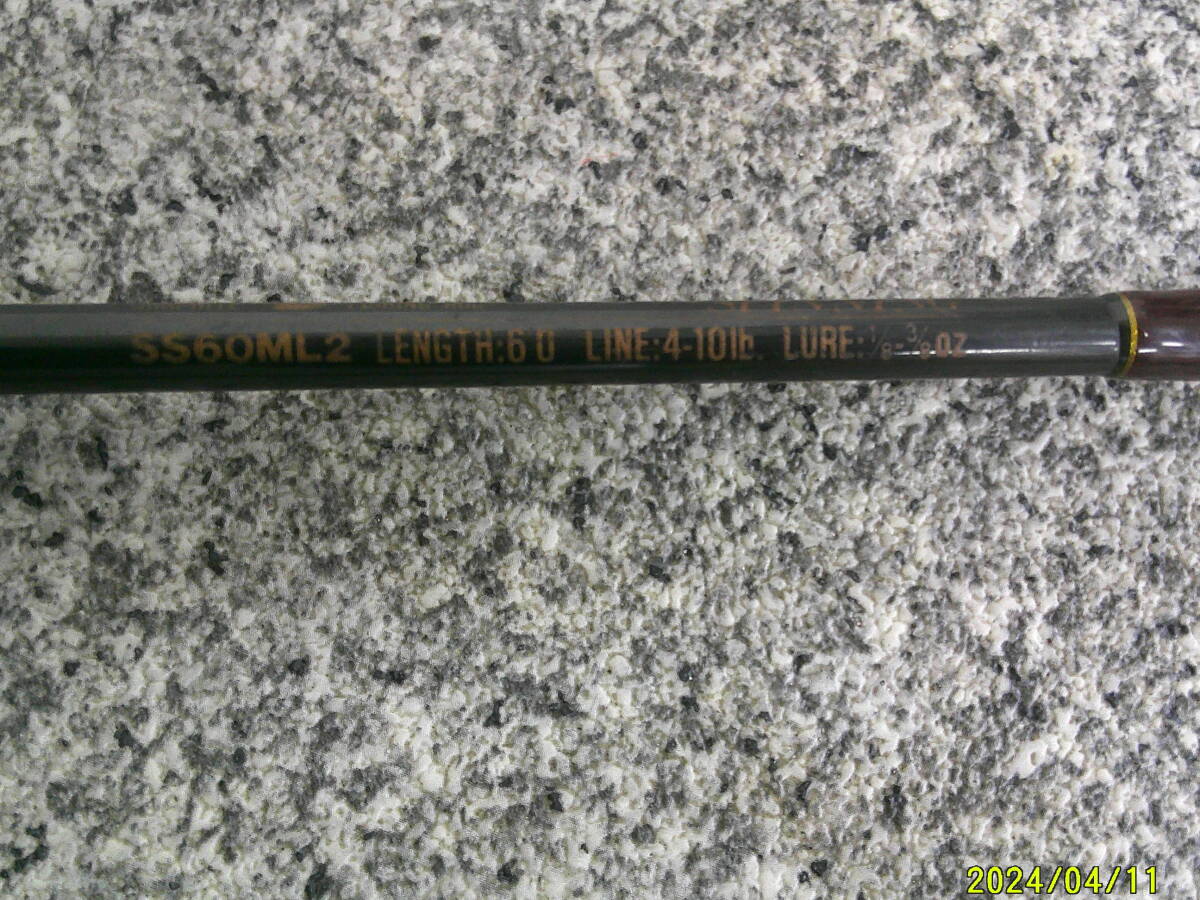 SS60ML2 LENGTH:6 0 LINE:4-10lb. LURE:1/8-3/8oz
2024/04/11